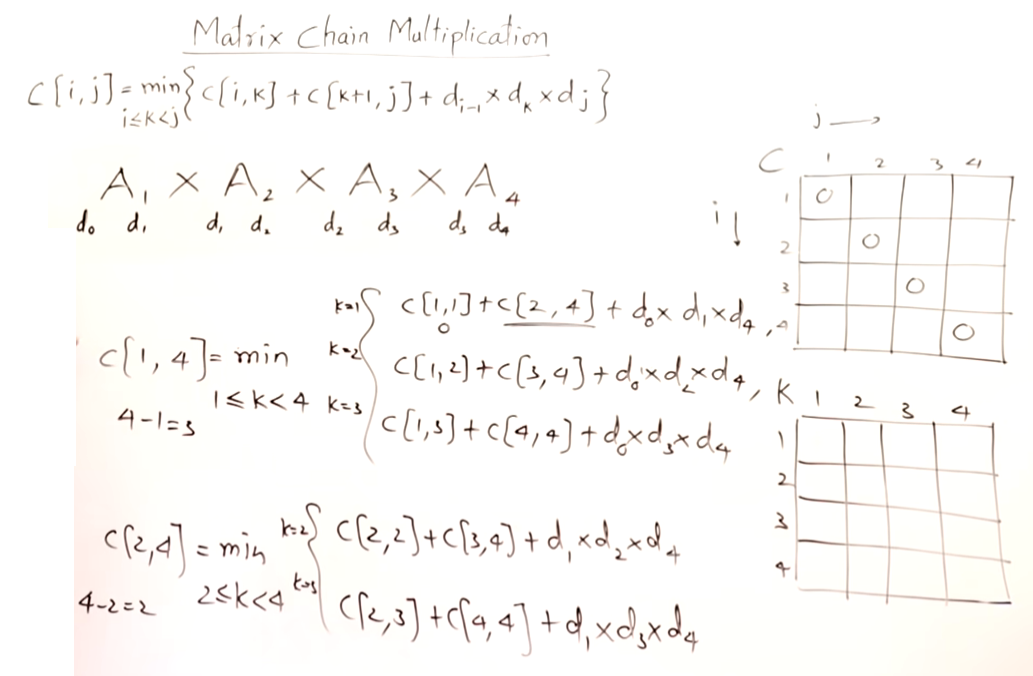 Matrix Chain Multiplication
C[i,j]=min{C[i,k]+C[k+1,j]+dᵢ₋₁×dₖ×dⱼ}
i≤k<j
j→
A₁ × A₂ × A₃ × A₄
C 1 2 3 4
d₀ d₁ d₁ d₂ d₂ d₃ d₃ d₄
i↓
1 0
2 0
3 0
4 0
k=1 C[1,1]+C[2,4]+d₀×d₁×d₄,
0
C[1,4]=min k=2 C[1,2]+C[3,4]+d₀×d₂×d₄,
1≤k<4 k=3 C[1,3]+C[4,4]+d₀×d₃×d₄
4-1=3
K 1 2 3 4
1
2
3
4
C[2,4]=min k=2 C[2,2]+C[3,4]+d₁×d₂×d₄
2≤k<4 k=3 C[2,3]+C[4,4]+d₁×d₃×d₄
4-2=2